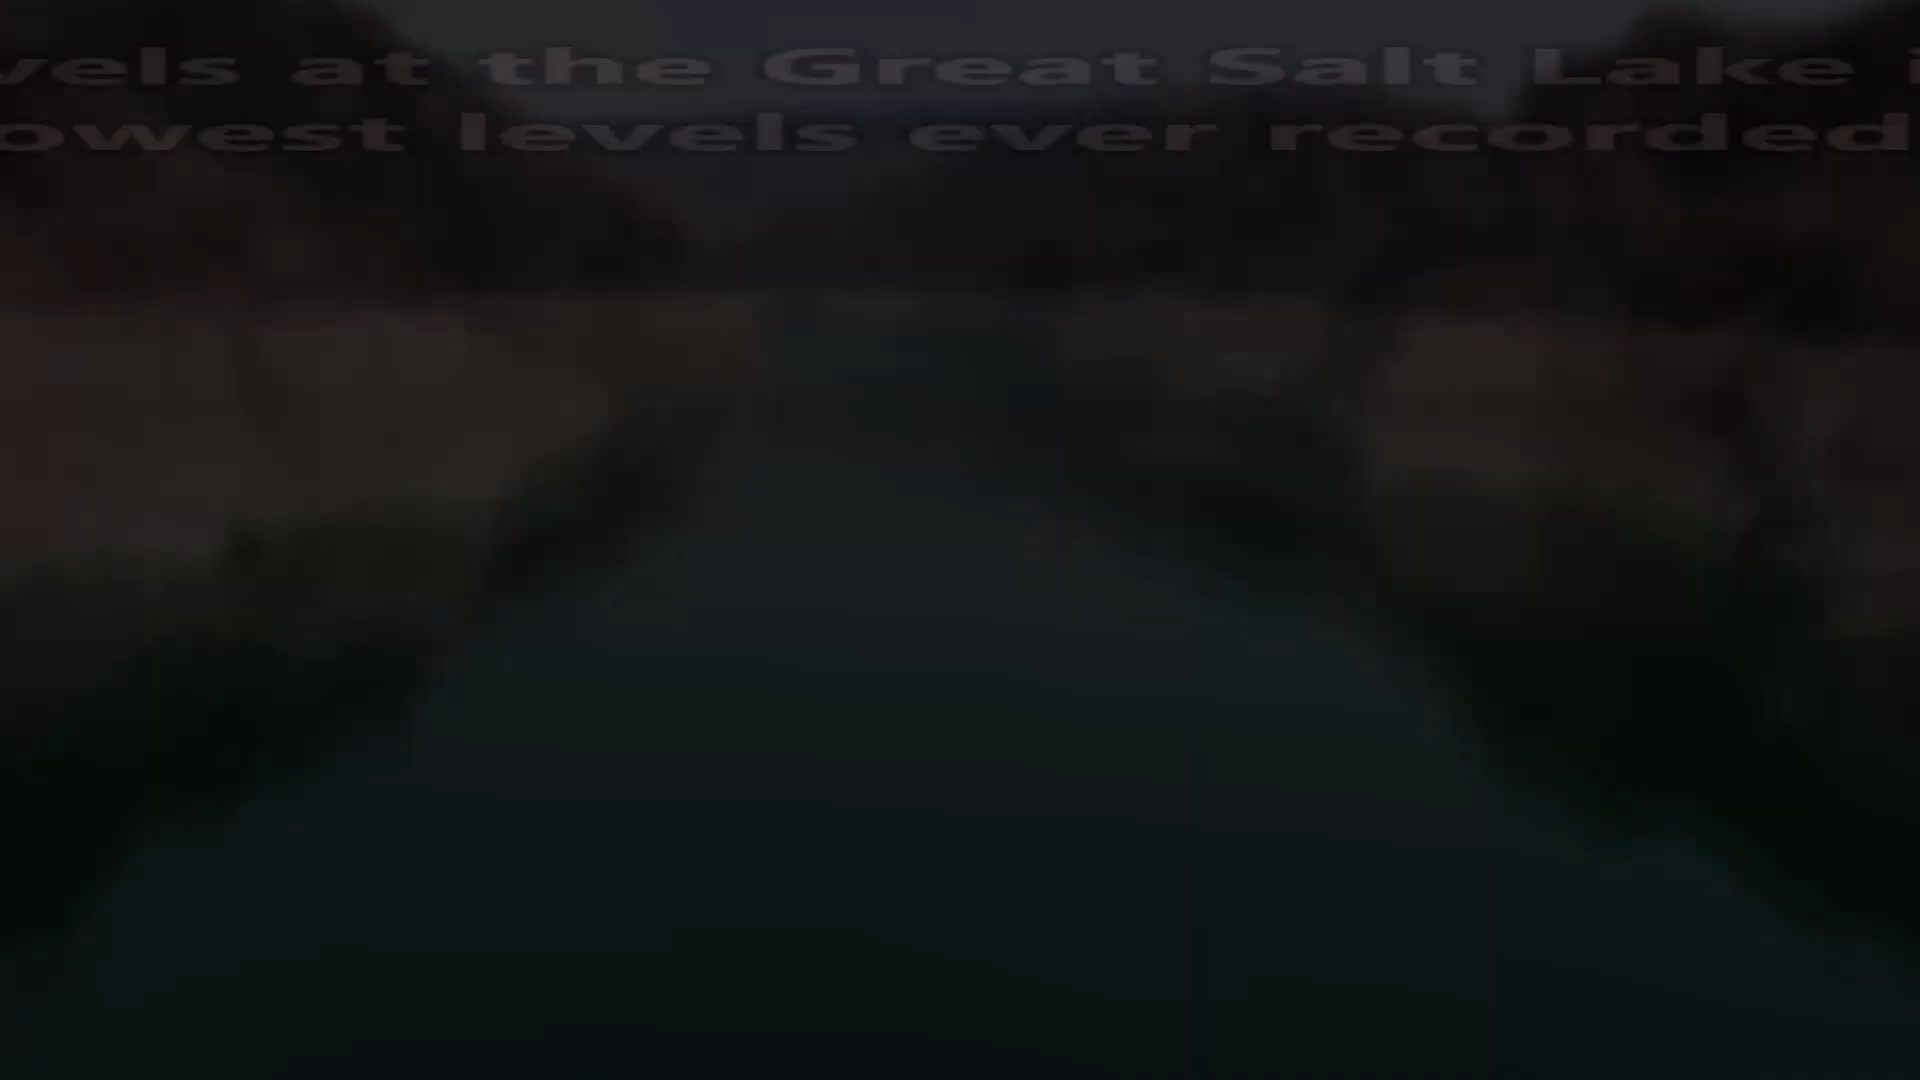 vels at the Great Salt Lake i
owest levels ever recorded